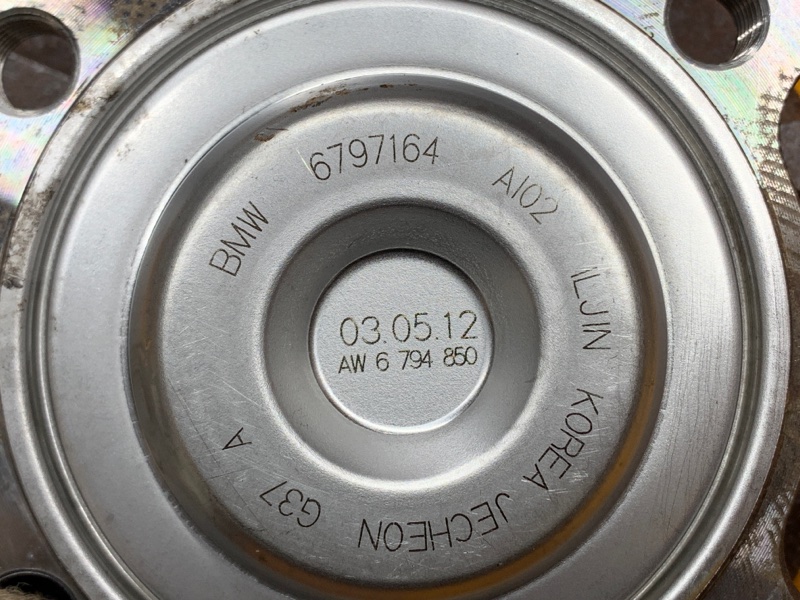 BMW 6797164 AI02 ILJIN KOREA JECHEON G37 A
03.05.12
AW 6 794 850